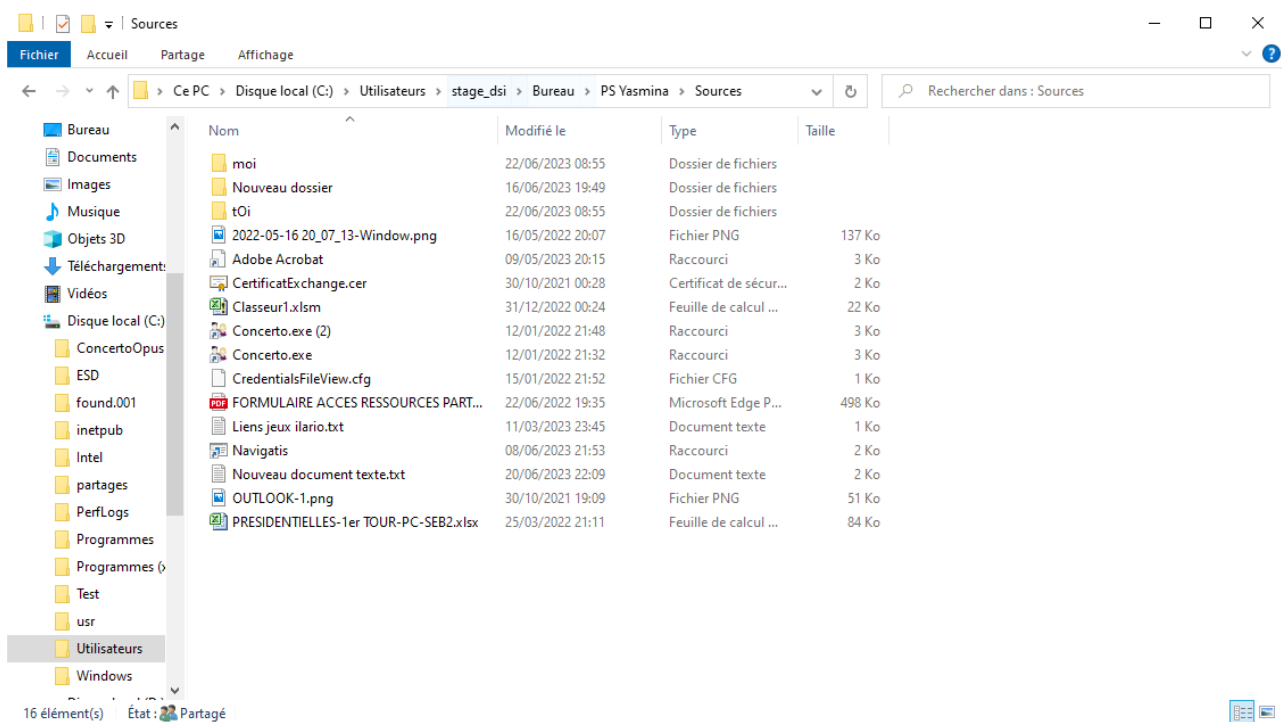 Sources
Fichier Accueil Partage Affichage
Ce PC > Disque local (C:) > Utilisateurs > stage_dsi > Bureau > PS Yasmina > Sources Rechercher dans : Sources
Bureau
Documents
Images
Musique
Objets 3D
Téléchargement
Vidéos
Disque local (C:)
ConcertoOpus
ESD
found.001
inetpub
Intel
partages
PerfLogs
Programmes
Programmes (x
Test
usr
Utilisateurs
Windows
Nom Modifié le Type Taille
moi 22/06/2023 08:55 Dossier de fichiers
Nouveau dossier 16/06/2023 19:49 Dossier de fichiers
tOi 22/06/2023 08:55 Dossier de fichiers
2022-05-16 20_07_13-Window.png 16/05/2022 20:07 Fichier PNG 137 Ko
Adobe Acrobat 09/05/2023 20:15 Raccourci 3 Ko
CertificatExchange.cer 30/10/2021 00:28 Certificat de sécur... 2 Ko
Classeur1.xlsm 31/12/2022 00:24 Feuille de calcul ... 22 Ko
Concerto.exe (2) 12/01/2022 21:48 Raccourci 3 Ko
Concerto.exe 12/01/2022 21:32 Raccourci 3 Ko
CredentialsFileView.cfg 15/01/2022 21:52 Fichier CFG 1 Ko
FORMULAIRE ACCES RESSOURCES PART... 22/06/2022 19:35 Microsoft Edge P... 498 Ko
Liens jeux ilario.txt 11/03/2023 23:45 Document texte 1 Ko
Navigatis 08/06/2023 21:53 Raccourci 2 Ko
Nouveau document texte.txt 20/06/2023 22:09 Document texte 2 Ko
OUTLOOK-1.png 30/10/2021 19:09 Fichier PNG 51 Ko
PRESIDENTIELLES-1er TOUR-PC-SEB2.xlsx 25/03/2022 21:11 Feuille de calcul ... 84 Ko
16 élément(s) État : Partagé